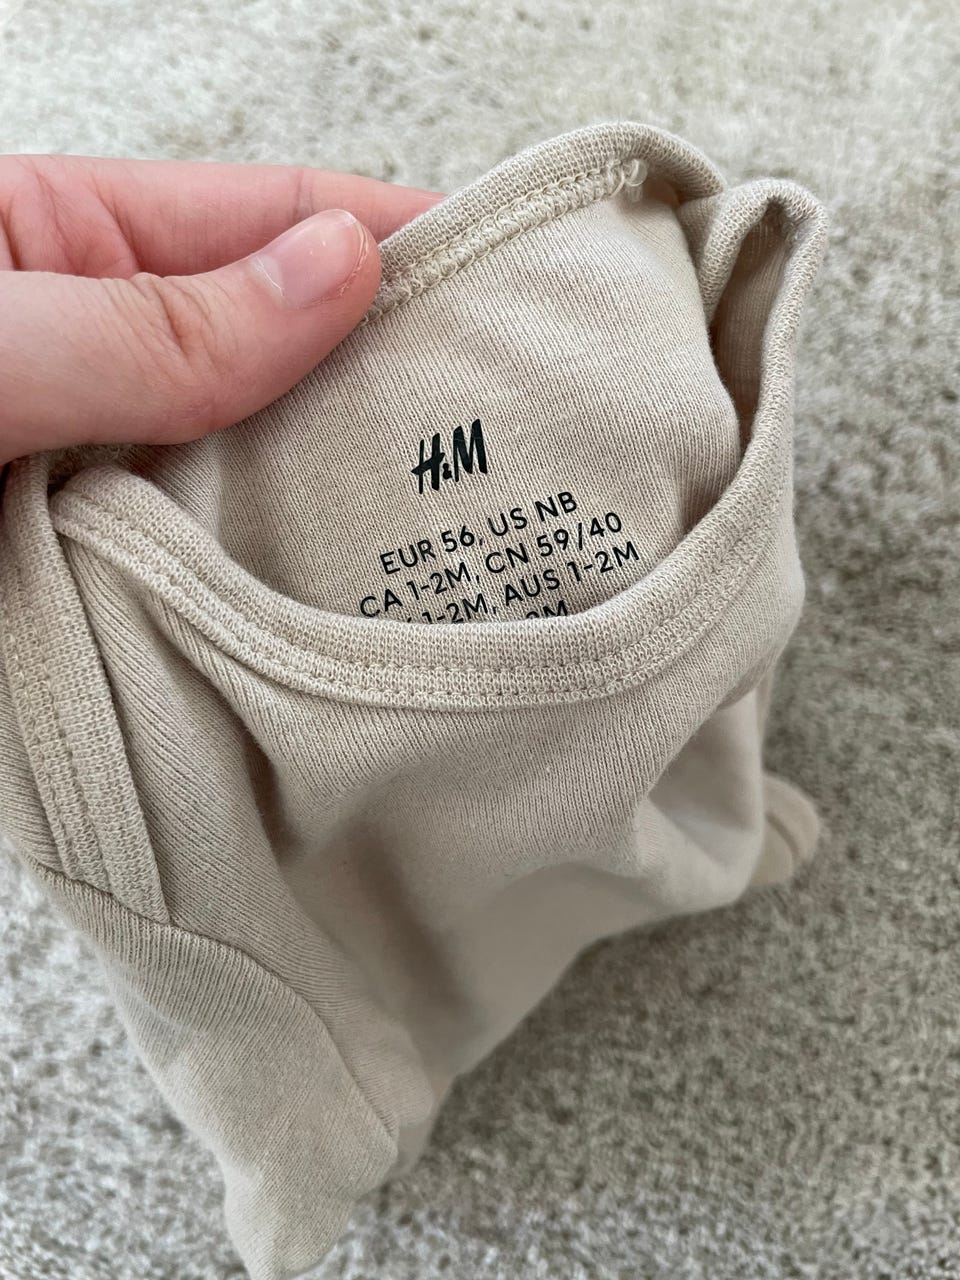 H&M
EUR 56, US NB
CA 1-2M, CN 59/40
1-2M, AUS 1-2M